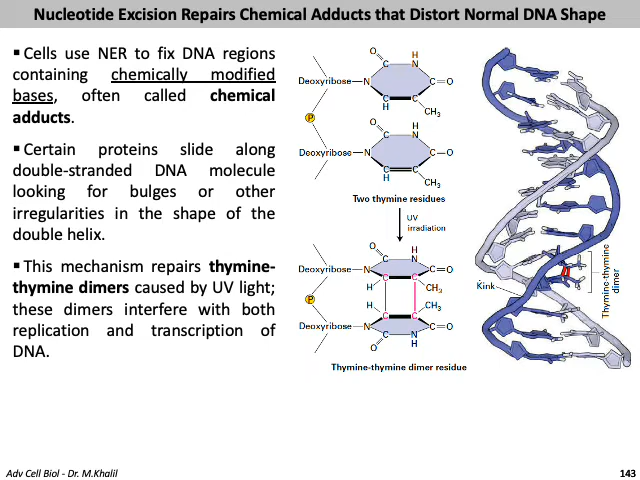 Nucleotide Excision Repairs Chemical Adducts that Distort Normal DNA Shape
▪ Cells use NER to fix DNA regions
containing chemically modified
bases, often called chemical
adducts.
▪ Certain proteins slide along
double-stranded DNA molecule
looking for bulges or other
irregularities in the shape of the
double helix.
▪ This mechanism repairs thymine-
thymine dimers caused by UV light;
these dimers interfere with both
replication and transcription of
DNA.
O H
C N
Deoxyribose—N C=O
C C
H CH3
P
O H
C N
Deoxyribose—N C—O
C C
H CH3
Two thymine residues
UV
irradiation
O H
C N
Deoxyribose—N C=O
C C
H CH3
P
H CH3
C C
Deoxyribose—N C=O
C N
O H
Thymine-thymine dimer residue
Kink
Thymine-thymine
dimer
Adv Cell Biol - Dr. M.Khalil
143